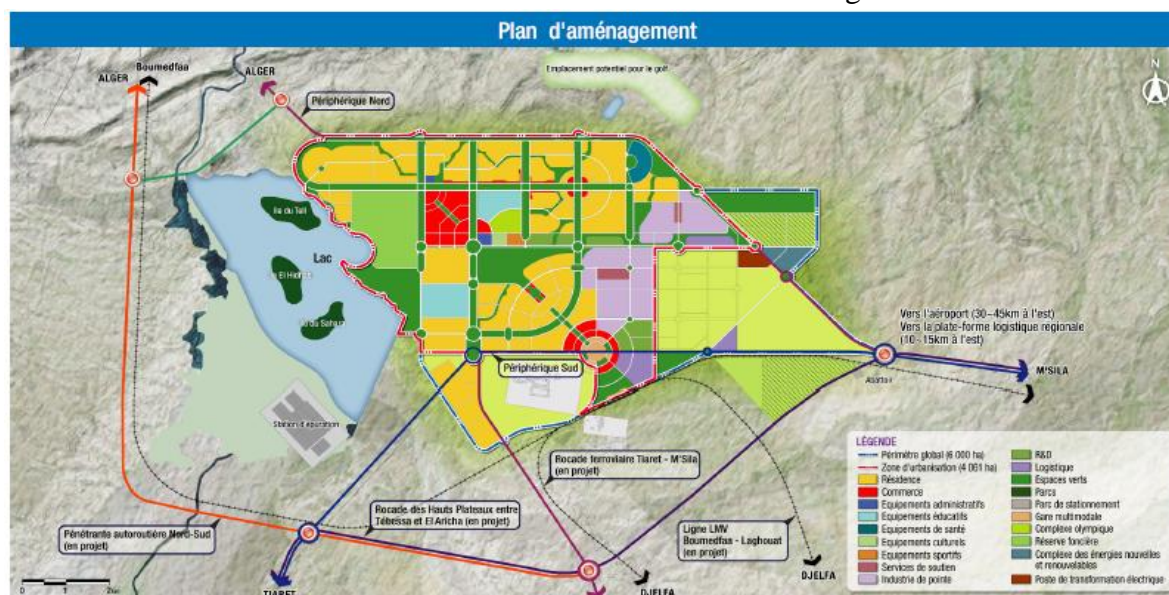 Plan d'aménagement
Boumedfaa
ALGER
ALGER
Périphérique Nord
Emplacement potentiel pour le golf
N
Ile du Tell
Lac
Périphérique Sud
Station d'épuration
Vers l'aéroport (30~45km à l'est)
Vers la plate-forme logistique régionale
(10~15km à l'est)
M'SILA
Rocade ferroviaire Tiaret - M'Sila
(en projet)
Rocade des Hauts Plateaux entre
Tébessa et El Aricha (en projet)
Pénétrante autoroutière Nord-Sud
(en projet)
Ligne LMV
Boumedfaa - Laghouat
(en projet)
TIARET
DJELFA
DJELFA
LÉGENDE
Périmètre global (6 000 ha)
Zone d'urbanisation (4 061 ha)
Résidence
Commerce
Equipements administratifs
Equipements éducatifs
Equipements de santé
Equipements culturels
Equipements sportifs
Services de soutien
Industrie de pointe
R&D
Logistique
Espaces verts
Parcs
Parc de stationnement
Gare multimodale
Complexe olympique
Réserve foncière
Complexe des énergies nouvelles
et renouvelables
Poste de transformation électrique
0 1 2